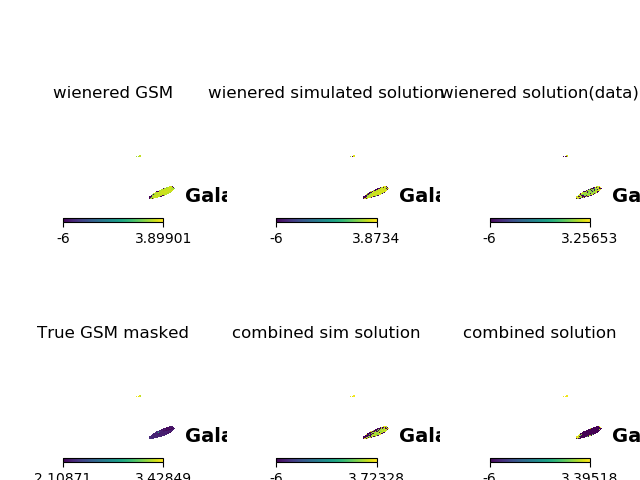 wienered GSM
wienered simulated solution
wienered solution(data)
Gala
Gala
Ga
-6 3.89901
-6 3.8734
-6 3.25653
True GSM masked
combined sim solution
combined solution
Gala
Gala
Ga
2.10871 3.42849
-6 3.72328
-6 3.39518